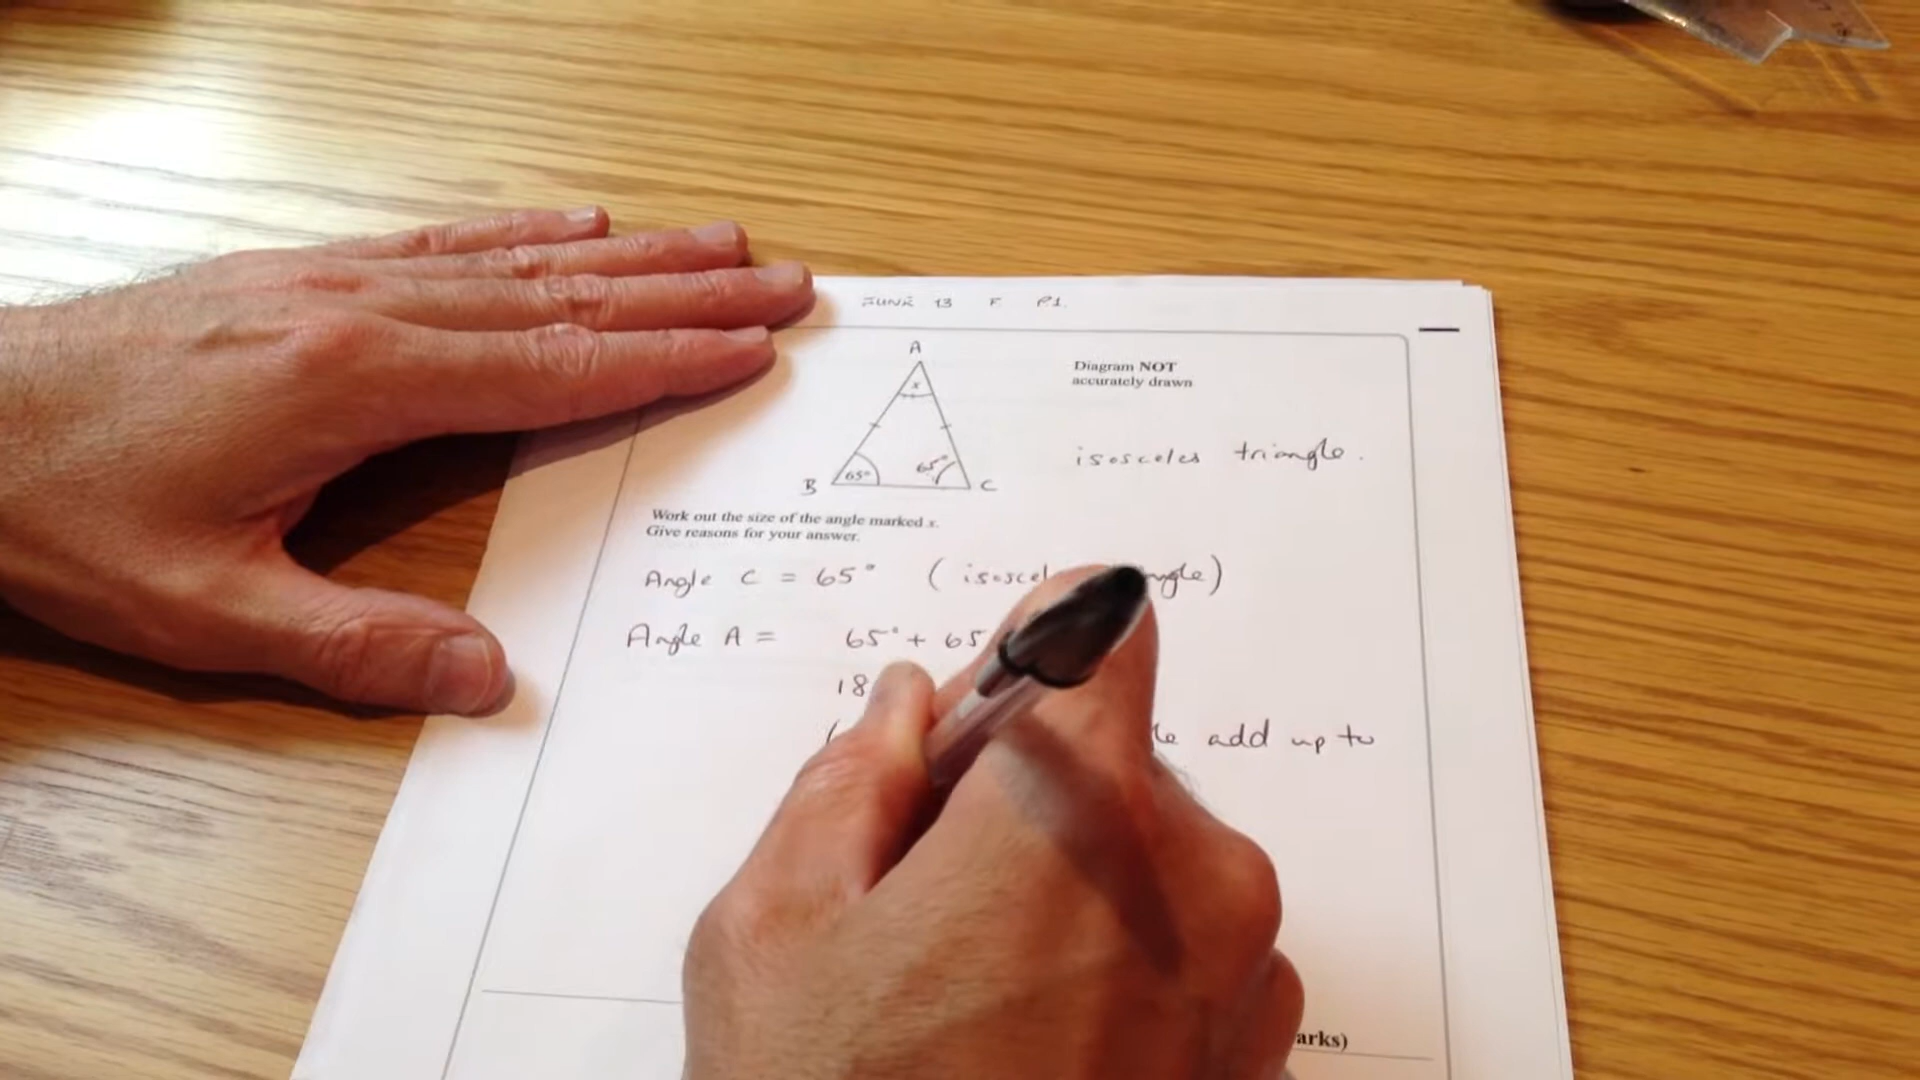 JUNE 13 F P1.
A
Diagram NOT
accurately drawn
x
isosceles triangle.
65° 65°
B C
Work out the size of the angle marked x.
Give reasons for your answer.
Angle C = 65° ( isoscel ngle)
Angle A = 65° + 65
18
( le add up to
arks)